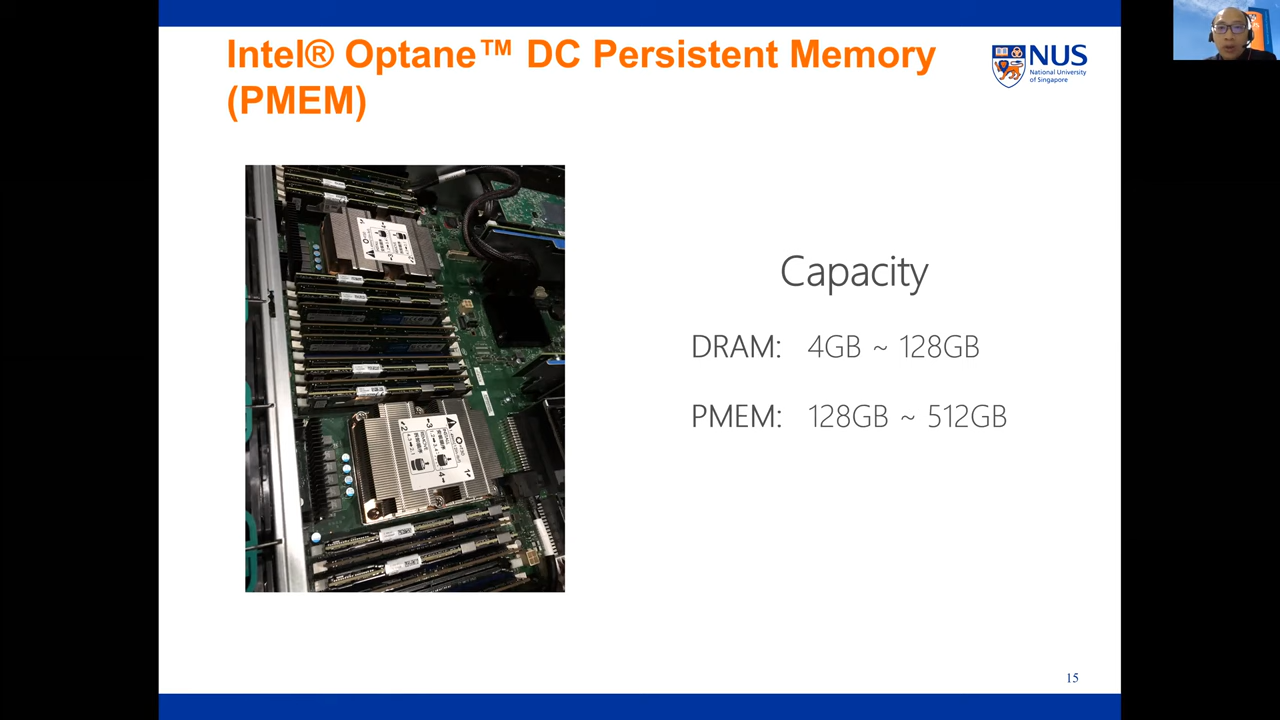 Intel® Optane™ DC Persistent Memory
(PMEM)
NUS
National University
of Singapore
Capacity
DRAM: 4GB ~ 128GB
PMEM: 128GB ~ 512GB
15